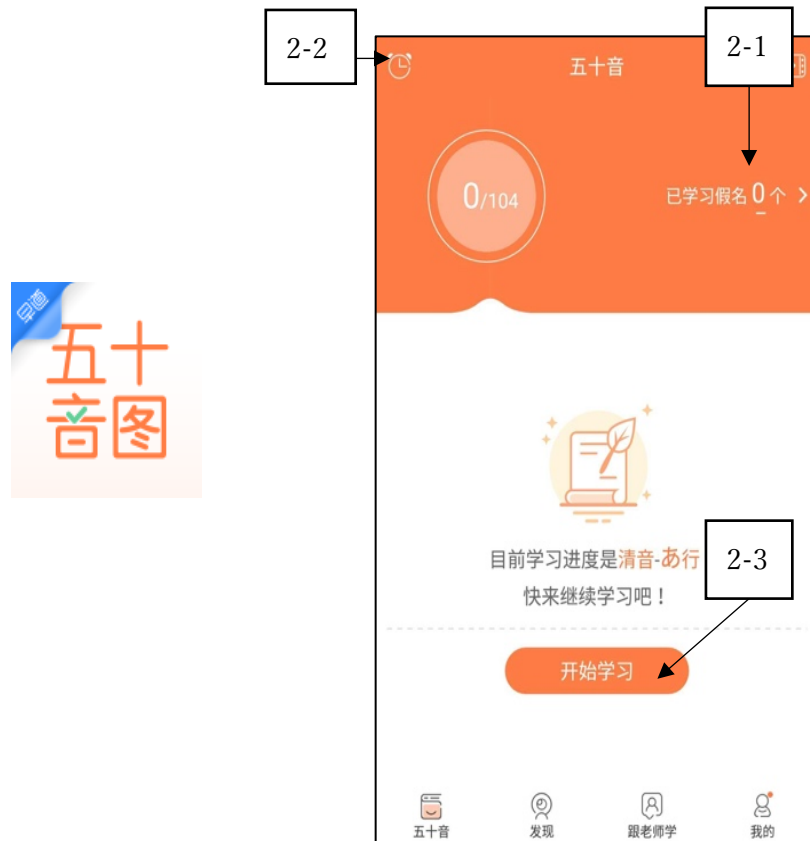 2-2
2-1
五十音
0/104
已学习假名 0 个
早道
五十
音图
目前学习进度是清音-あ行
快来继续学习吧！
2-3
开始学习
五十音
发现
跟老师学
我的